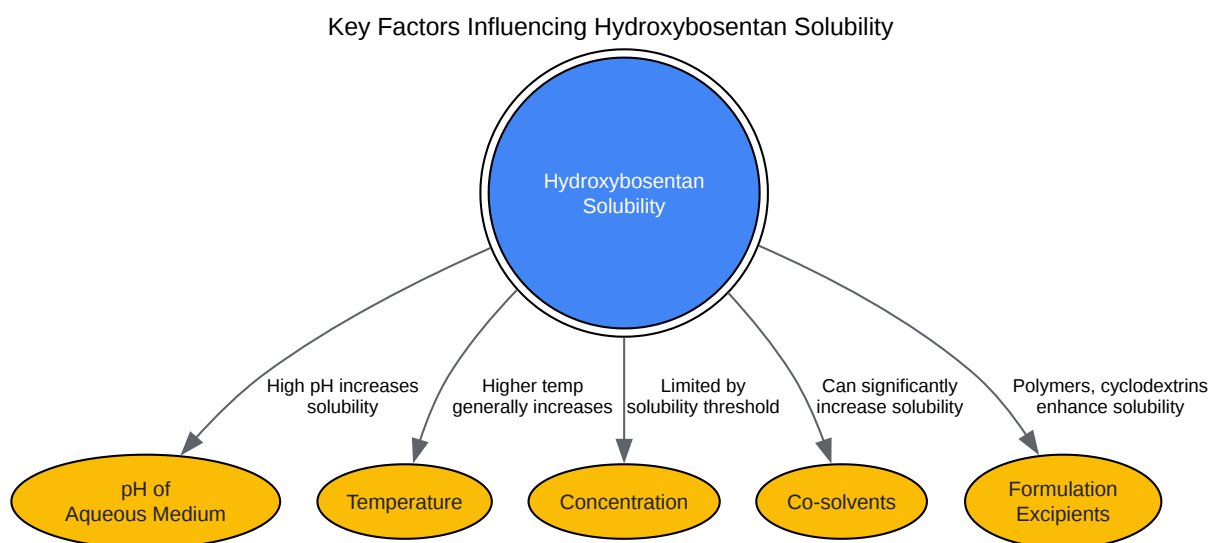 Key Factors Influencing Hydroxybosentan Solubility
Hydroxybosentan
Solubility
High pH increases
solubility
Higher temp
generally increases
Limited by
solubility threshold
Can significantly
increase solubility
Polymers, cyclodextrins
enhance solubility
pH of
Aqueous Medium
Temperature
Concentration
Co-solvents
Formulation
Excipients